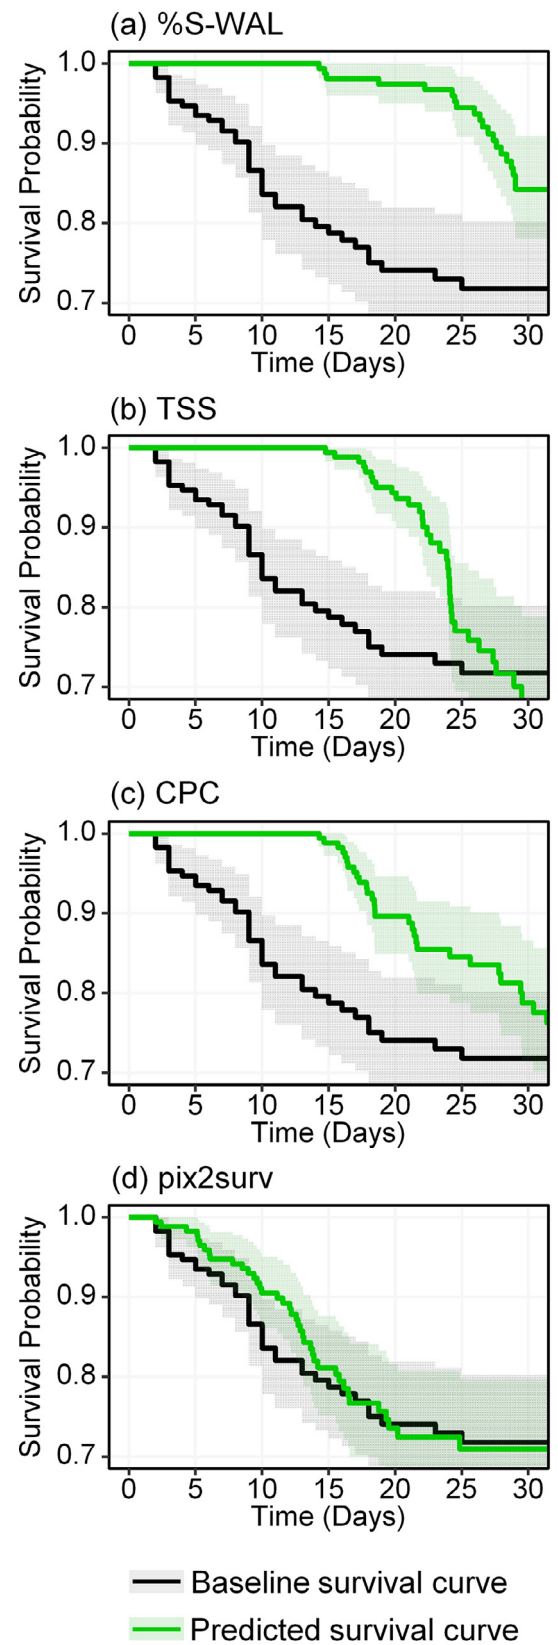 (a) %S-WAL
Survival Probability
1.0
0.9
0.8
0.7
0 5 10 15 20 25 30
Time (Days)
(b) TSS
Survival Probability
1.0
0.9
0.8
0.7
0 5 10 15 20 25 30
Time (Days)
(c) CPC
Survival Probability
1.0
0.9
0.8
0.7
0 5 10 15 20 25 30
Time (Days)
(d) pix2surv
Survival Probability
1.0
0.9
0.8
0.7
0 5 10 15 20 25 30
Time (Days)
Baseline survival curve
Predicted survival curve